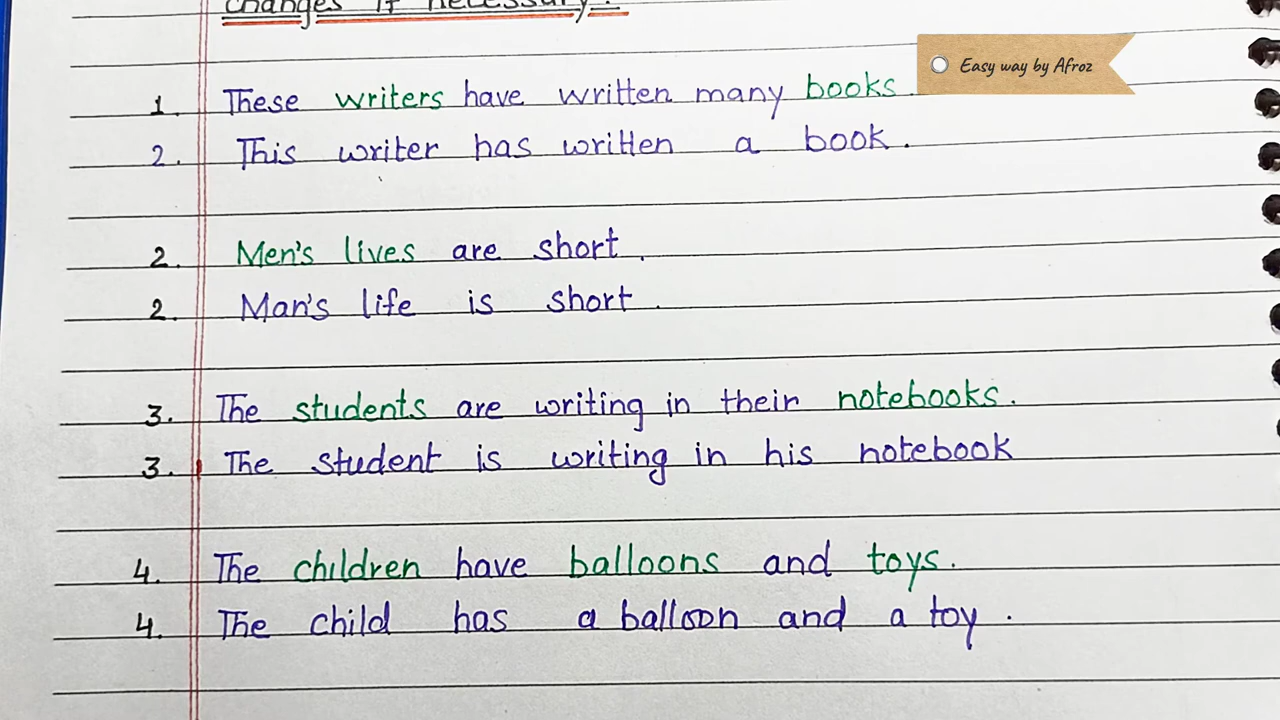 changes if necessary.
Easy way by Afroz
1. These writers have written many books.
2. This writer has written a book.
2. Men's lives are short.
2. Man's life is short.
3. The students are writing in their notebooks.
3. The student is writing in his notebook
4. The children have balloons and toys.
4. The child has a balloon and a toy.